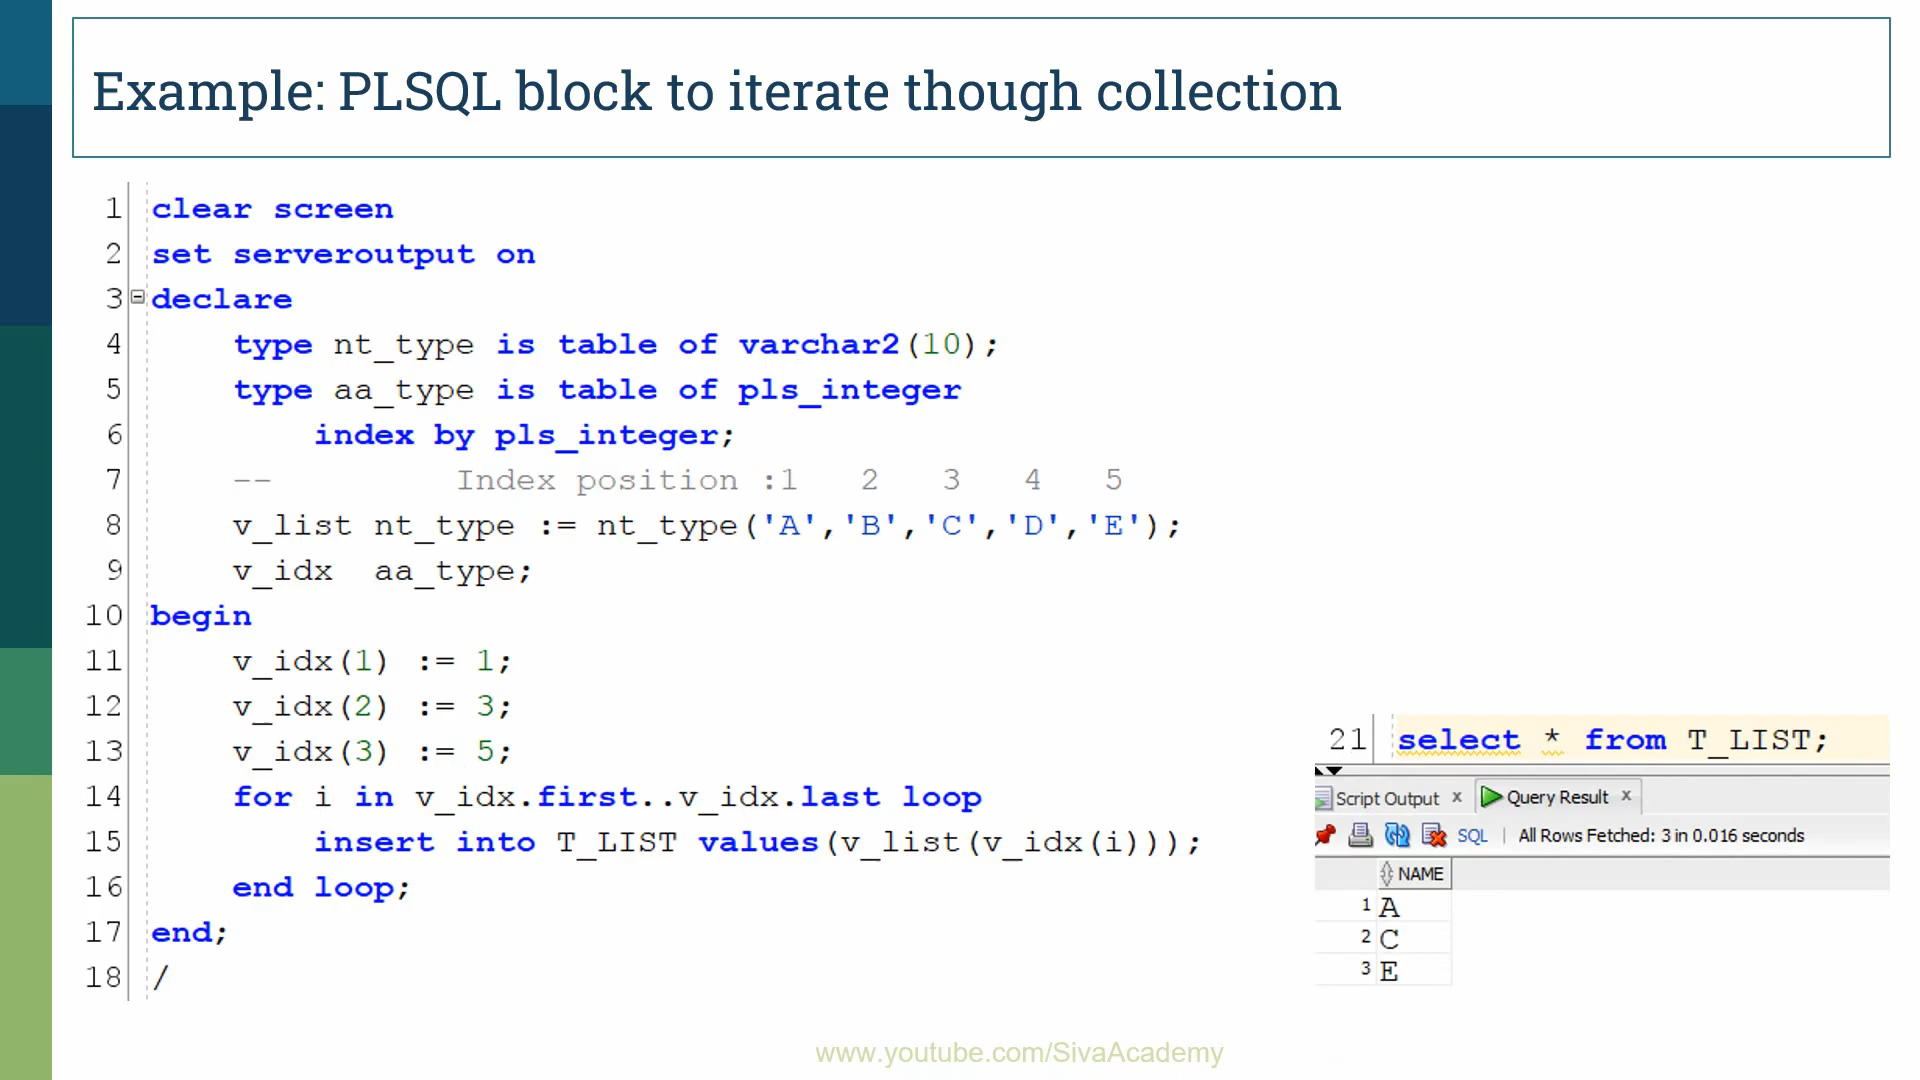 Example: PLSQL block to iterate though collection
1 clear screen
2 set serveroutput on
3 declare
4 type nt_type is table of varchar2(10);
5 type aa_type is table of pls_integer
6 index by pls_integer;
7 -- Index position :1 2 3 4 5
8 v_list nt_type := nt_type('A','B','C','D','E');
9 v_idx aa_type;
10 begin
11 v_idx(1) := 1;
12 v_idx(2) := 3;
13 v_idx(3) := 5;
14 for i in v_idx.first..v_idx.last loop
15 insert into T_LIST values(v_list(v_idx(i)));
16 end loop;
17 end;
18 /
21 select * from T_LIST;
Script Output x Query Result x
SQL | All Rows Fetched: 3 in 0.016 seconds
NAME
1 A
2 C
3 E
www.youtube.com/SivaAcademy